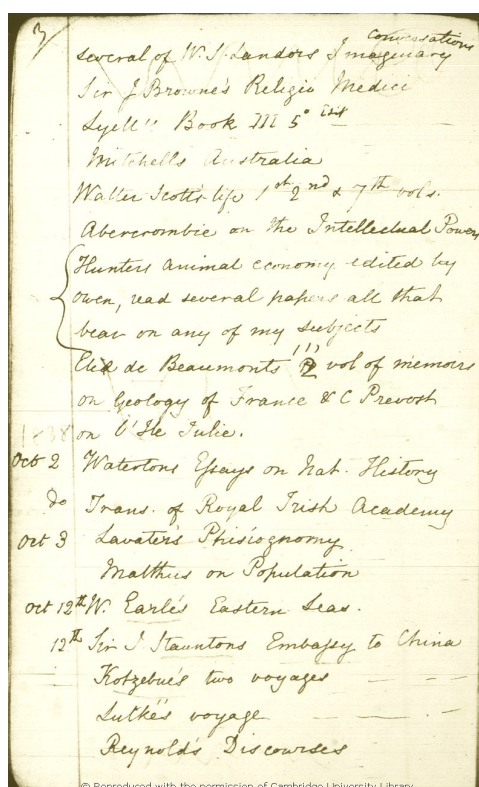 3/
several of W. S. Landors Imaginary conversations
Sir J Browne's Religio Medici
Lyell's Book III 5° Edit
Mitchells Australia
Walter Scott's life 1st 2nd & 7th vols.
Abercrombie on the Intellectual Powers
Hunters animal economy edited by
Owen, read several papers all that
bear on any of my subjects
Elie de Beaumonts vol of memoirs
on Geology of France & C Prevost
on L'Ile Julie.
1838
Oct 2 Watertons Essays on Nat. History
do Trans. of Royal Irish Academy
Oct 3 Lavater's Phisiognomy
Malthus on Population
Oct 12th W. Earle's Eastern Seas.
12th Sir J. Stauntons Embassy to China
Kotzebue's two voyages
Lutké's voyage
Reynold's Discourses
© Reproduced with the permission of Cambridge University Library